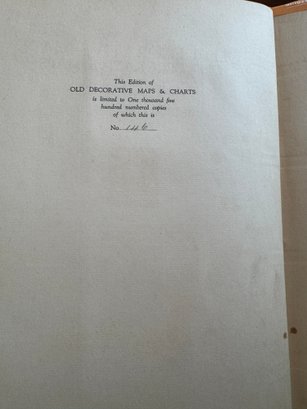 This Edition of
OLD DECORATIVE MAPS & CHARTS
is limited to One thousand five
hundred numbered copies
of which this is
No. 146